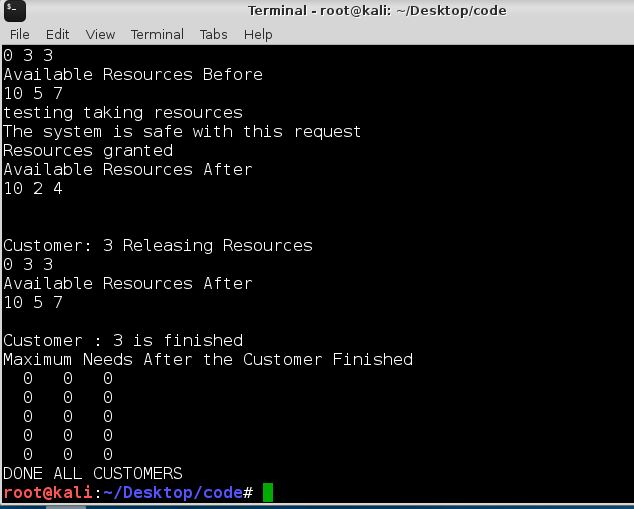 Terminal - root@kali: ~/Desktop/code
File Edit View Terminal Tabs Help
0 3 3
Available Resources Before
10 5 7
testing taking resources
The system is safe with this request
Resources granted
Available Resources After
10 2 4
Customer: 3 Releasing Resources
0 3 3
Available Resources After
10 5 7
Customer : 3 is finished
Maximum Needs After the Customer Finished
0 0 0
0 0 0
0 0 0
0 0 0
0 0 0
DONE ALL CUSTOMERS
root@kali:~/Desktop/code#